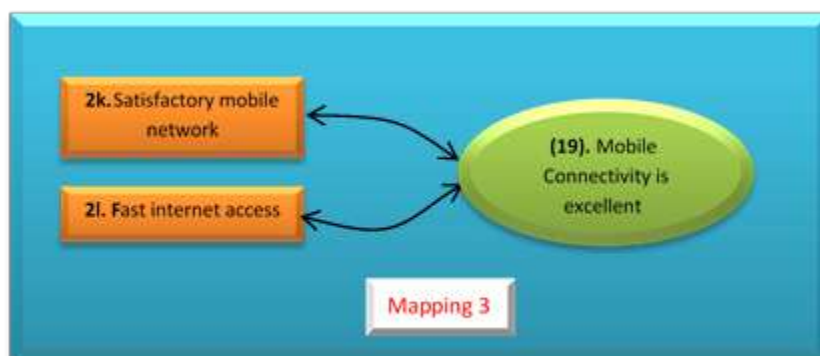 2k. Satisfactory mobile
network
2l. Fast internet access
(19). Mobile
Connectivity is
excellent
Mapping 3